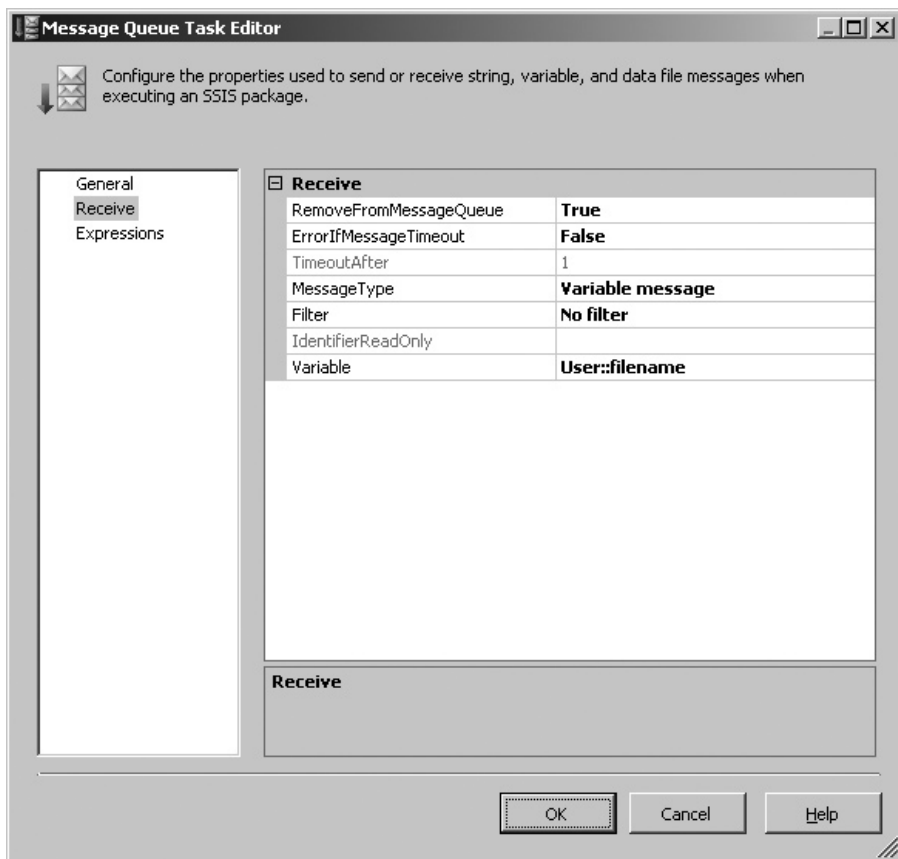 Message Queue Task Editor
Configure the properties used to send or receive string, variable, and data file messages when
executing an SSIS package.
General
Receive
Expressions
Receive
RemoveFromMessageQueue True
ErrorIfMessageTimeout False
TimeoutAfter 1
MessageType Variable message
Filter No filter
IdentifierReadOnly
Variable User::filename
Receive
OK Cancel Help